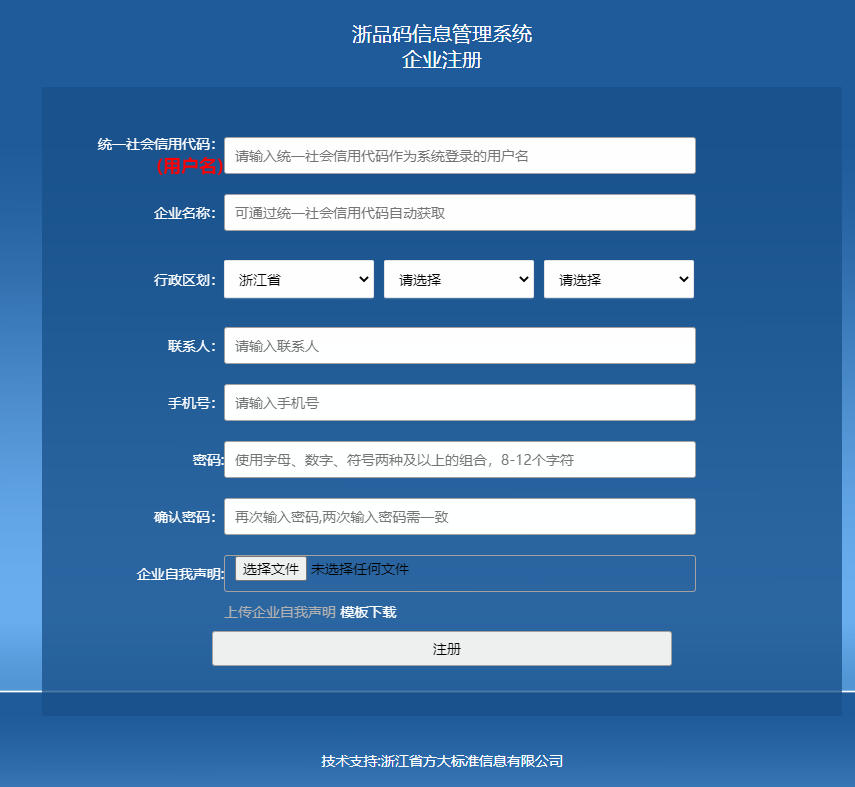 浙品码信息管理系统
企业注册
统一社会信用代码：
(用户名)
请输入统一社会信用代码作为系统登录的用户名
企业名称：
可通过统一社会信用代码自动获取
行政区划：
浙江省
请选择
请选择
联系人：
请输入联系人
手机号：
请输入手机号
密码:
使用字母、数字、符号两种及以上的组合，8-12个字符
确认密码：
再次输入密码,两次输入密码需一致
企业自我声明:
选择文件 未选择任何文件
上传企业自我声明 模板下载
注册
技术支持:浙江省方大标准信息有限公司